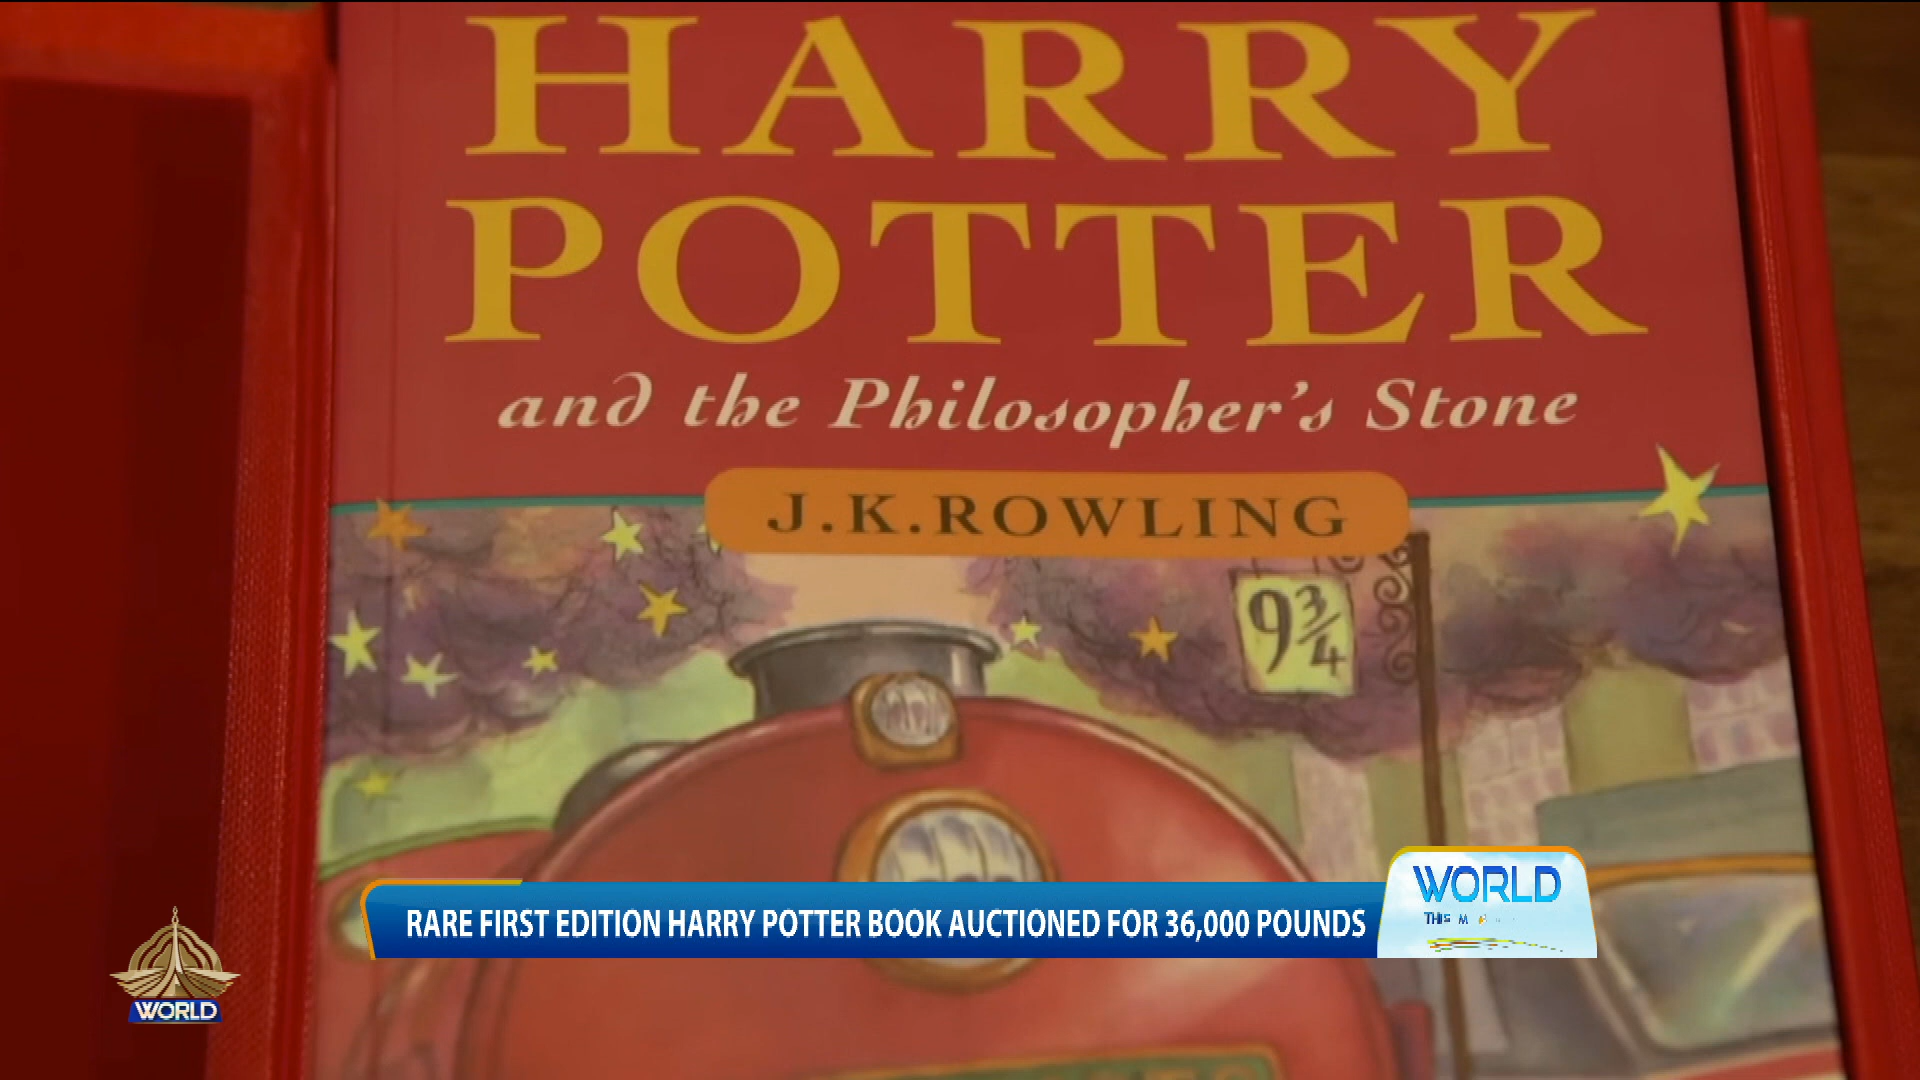 HARRY
POTTER
and the Philosopher's Stone
J.K.ROWLING
9¾
RARE FIRST EDITION HARRY POTTER BOOK AUCTIONED FOR 36,000 POUNDS
WORLD
THIS
WORLD